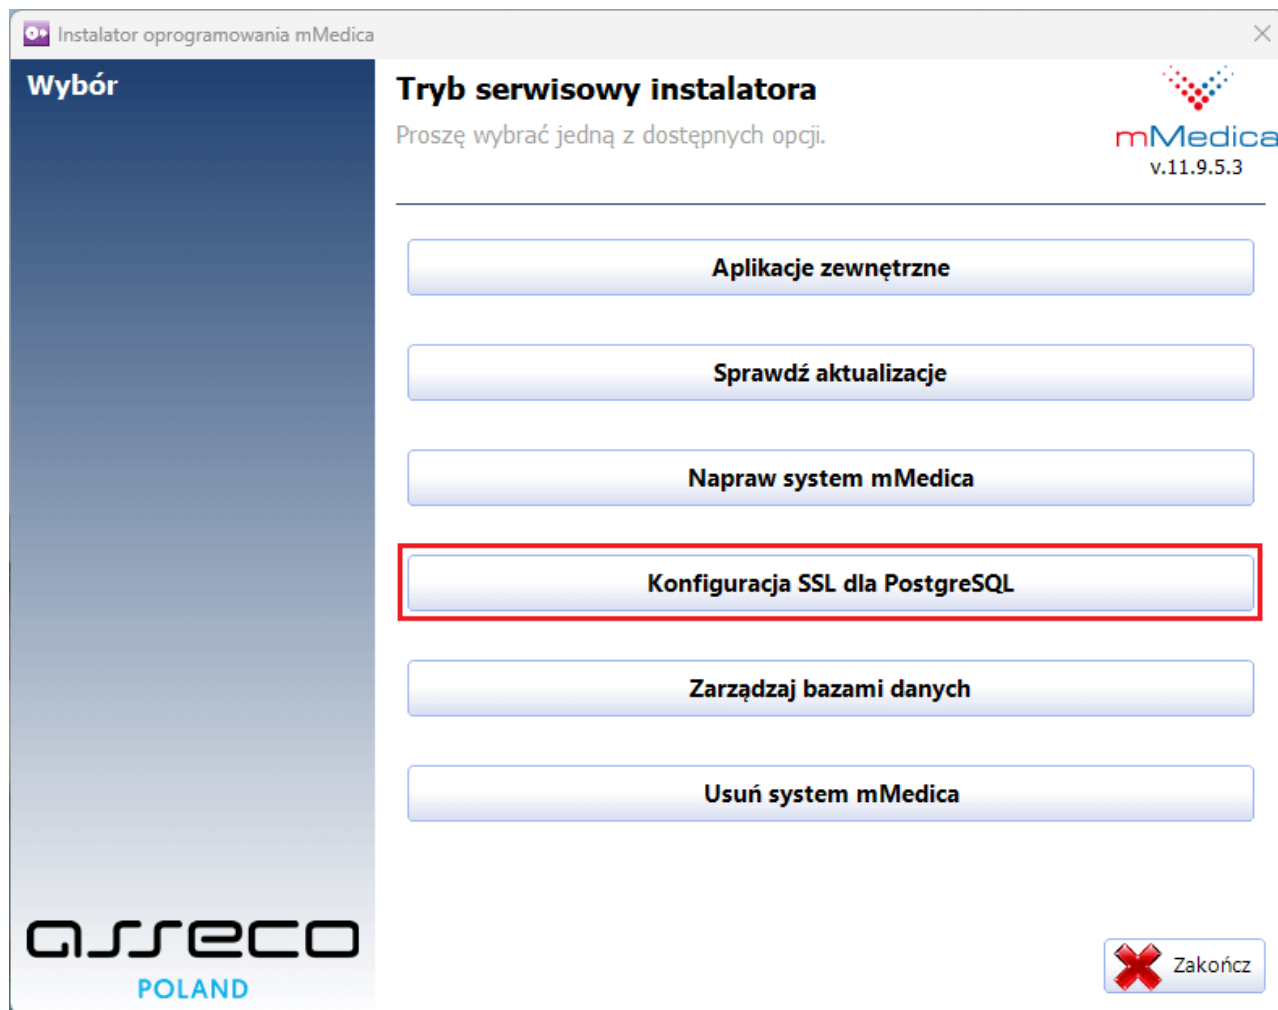 Instalator oprogramowania mMedica
Wybór
Tryb serwisowy instalatora
Proszę wybrać jedną z dostępnych opcji.
mMedica
v.11.9.5.3
Aplikacje zewnętrzne
Sprawdź aktualizacje
Napraw system mMedica
Konfiguracja SSL dla PostgreSQL
Zarządzaj bazami danych
Usuń system mMedica
asseco
POLAND
Zakończ